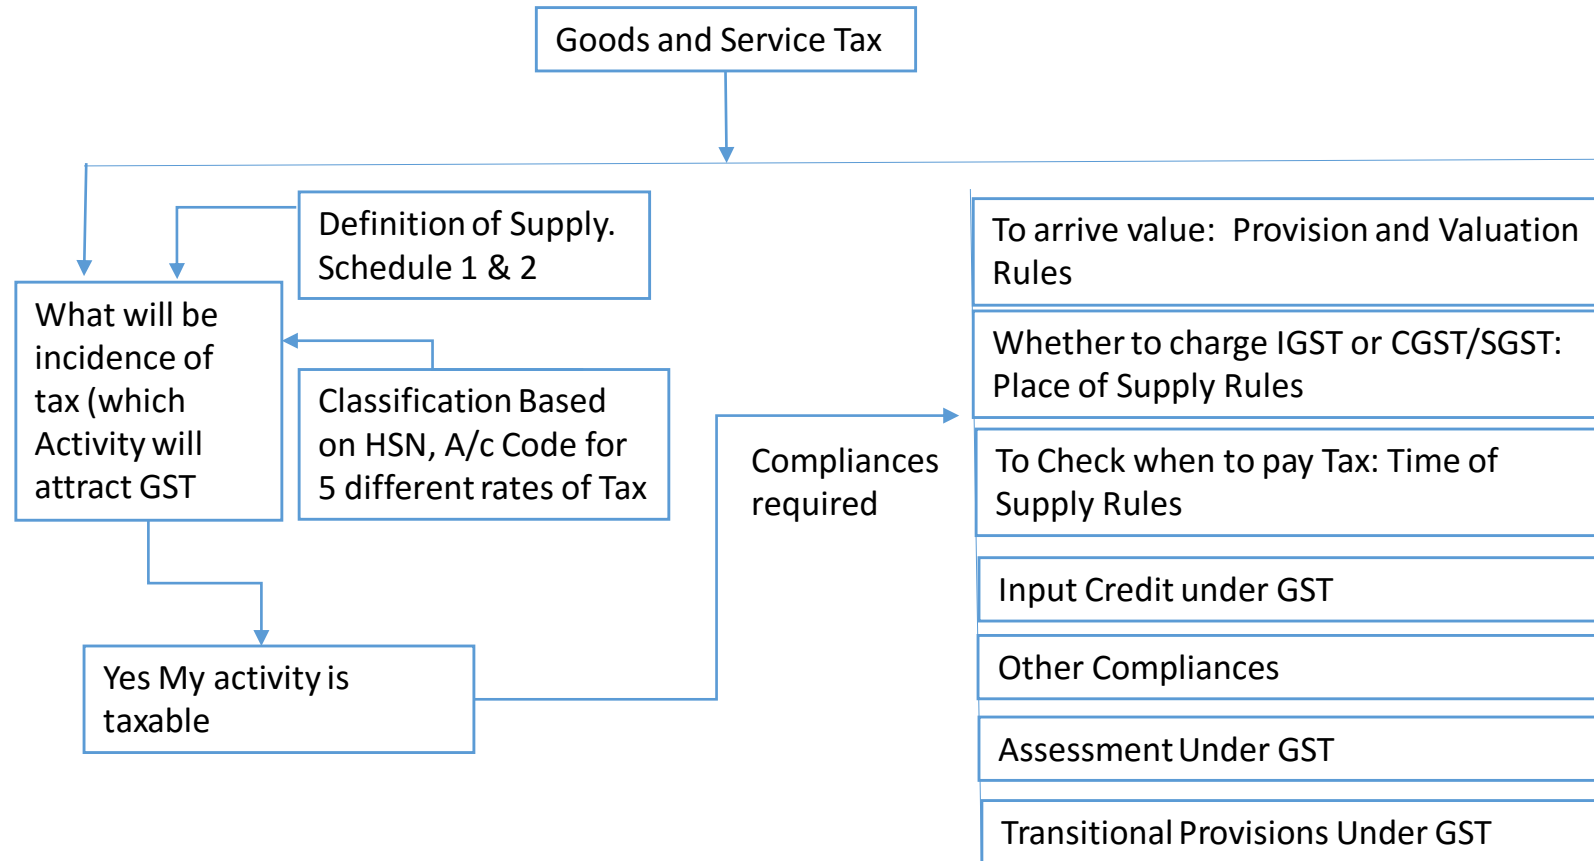 Goods and Service Tax
Definition of Supply.
Schedule 1 & 2
What will be
incidence of
tax (which
Activity will
attract GST
Classification Based
on HSN, A/c Code for
5 different rates of Tax
Yes My activity is
taxable
Compliances
required
To arrive value:  Provision and Valuation
Rules
Whether to charge IGST or CGST/SGST:
Place of Supply Rules
To Check when to pay Tax: Time of
Supply Rules
Input Credit under GST
Other Compliances
Assessment Under GST
Transitional Provisions Under GST